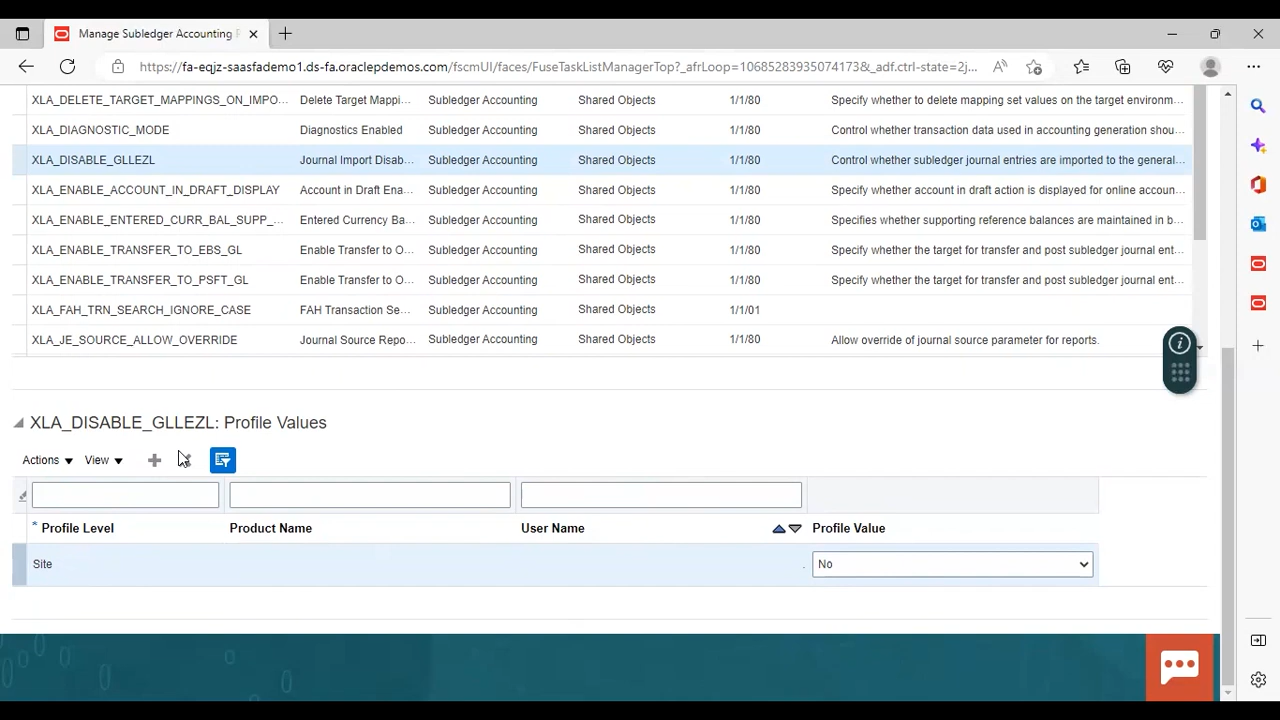 Manage Subledger Accounting P
https://fa-eqjz-saasfademo1.ds-fa.oraclepdemos.com/fscmUI/faces/FuseTaskListManagerTop?_afrLoop=10685283935074173&_adf.ctrl-state=2j...
XLA_DELETE_TARGET_MAPPINGS_ON_IMPO... Delete Target Mappi... Subledger Accounting Shared Objects 1/1/80 Specify whether to delete mapping set values on the target environm...
XLA_DIAGNOSTIC_MODE Diagnostics Enabled Subledger Accounting Shared Objects 1/1/80 Control whether transaction data used in accounting generation shou...
XLA_DISABLE_GLLEZL Journal Import Disab... Subledger Accounting Shared Objects 1/1/80 Control whether subledger journal entries are imported to the general...
XLA_ENABLE_ACCOUNT_IN_DRAFT_DISPLAY Account in Draft Ena... Subledger Accounting Shared Objects 1/1/80 Specify whether account in draft action is displayed for online accoun...
XLA_ENABLE_ENTERED_CURR_BAL_SUPP_... Entered Currency Ba... Subledger Accounting Shared Objects 1/1/80 Specifies whether supporting reference balances are maintained in b...
XLA_ENABLE_TRANSFER_TO_EBS_GL Enable Transfer to O... Subledger Accounting Shared Objects 1/1/80 Specify whether the target for transfer and post subledger journal ent...
XLA_ENABLE_TRANSFER_TO_PSFT_GL Enable Transfer to O... Subledger Accounting Shared Objects 1/1/80 Specify whether the target for transfer and post subledger journal ent...
XLA_FAH_TRN_SEARCH_IGNORE_CASE FAH Transaction Se... Subledger Accounting Shared Objects 1/1/01
XLA_JE_SOURCE_ALLOW_OVERRIDE Journal Source Repo... Subledger Accounting Shared Objects 1/1/80 Allow override of journal source parameter for reports.
XLA_DISABLE_GLLEZL: Profile Values
Actions View
* Profile Level Product Name User Name Profile Value
Site No